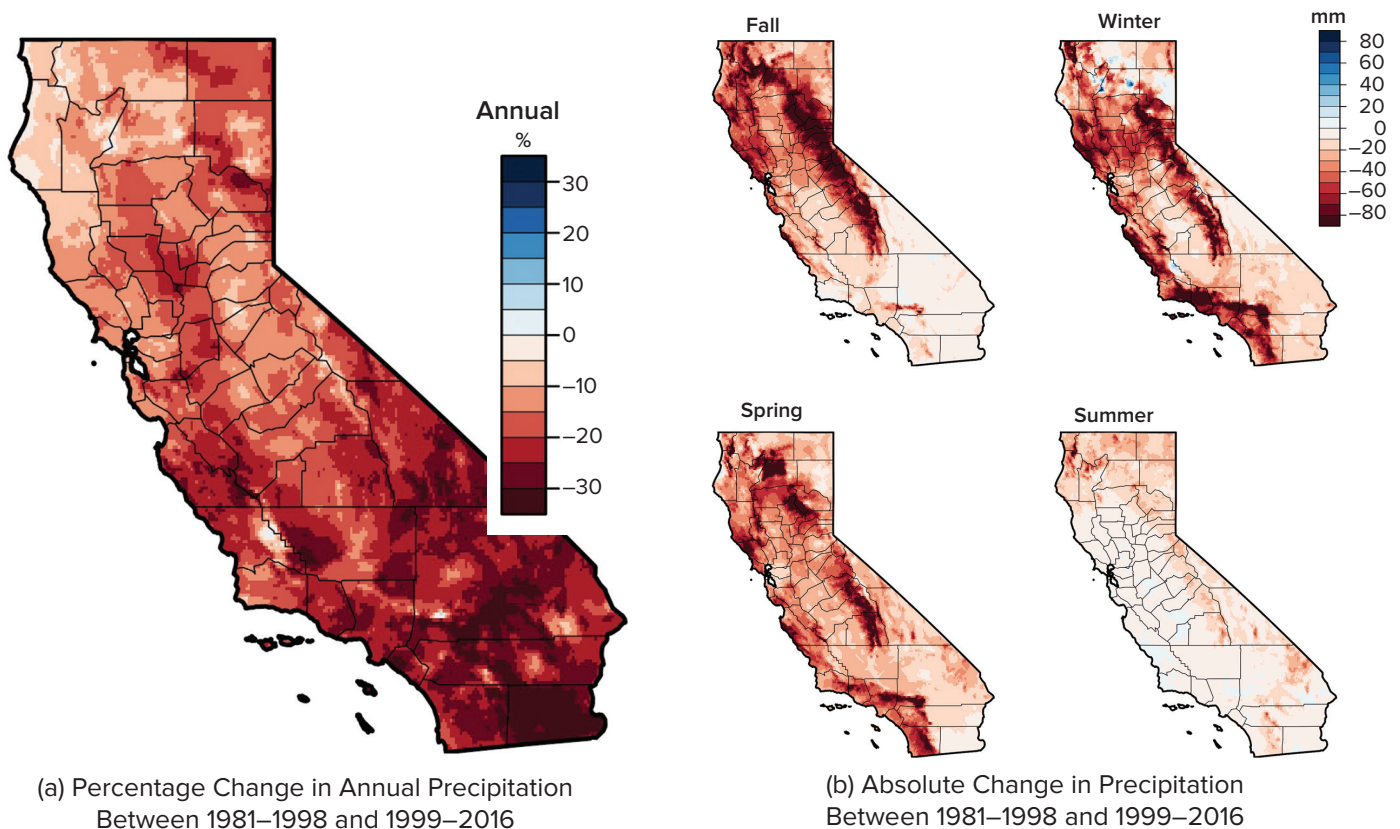 Annual
%
30
20
10
0
–10
–20
–30
(a) Percentage Change in Annual Precipitation
Between 1981–1998 and 1999–2016
Fall
Winter
mm
80
60
40
20
0
–20
–40
–60
–80
Spring
Summer
(b) Absolute Change in Precipitation
Between 1981–1998 and 1999–2016